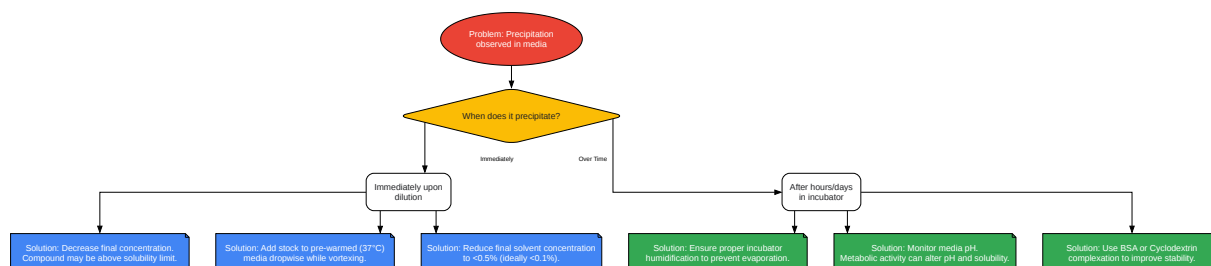 Problem: Precipitation
observed in media
When does it precipitate?
Immediately
Over Time
Immediately upon
dilution
After hours/days
in incubator
Solution: Decrease final concentration.
Compound may be above solubility limit.
Solution: Add stock to pre-warmed (37°C)
media dropwise while vortexing.
Solution: Reduce final solvent concentration
to <0.5% (ideally <0.1%).
Solution: Ensure proper incubator
humidification to prevent evaporation.
Solution: Monitor media pH.
Metabolic activity can alter pH and solubility.
Solution: Use BSA or Cyclodextrin
complexation to improve stability.